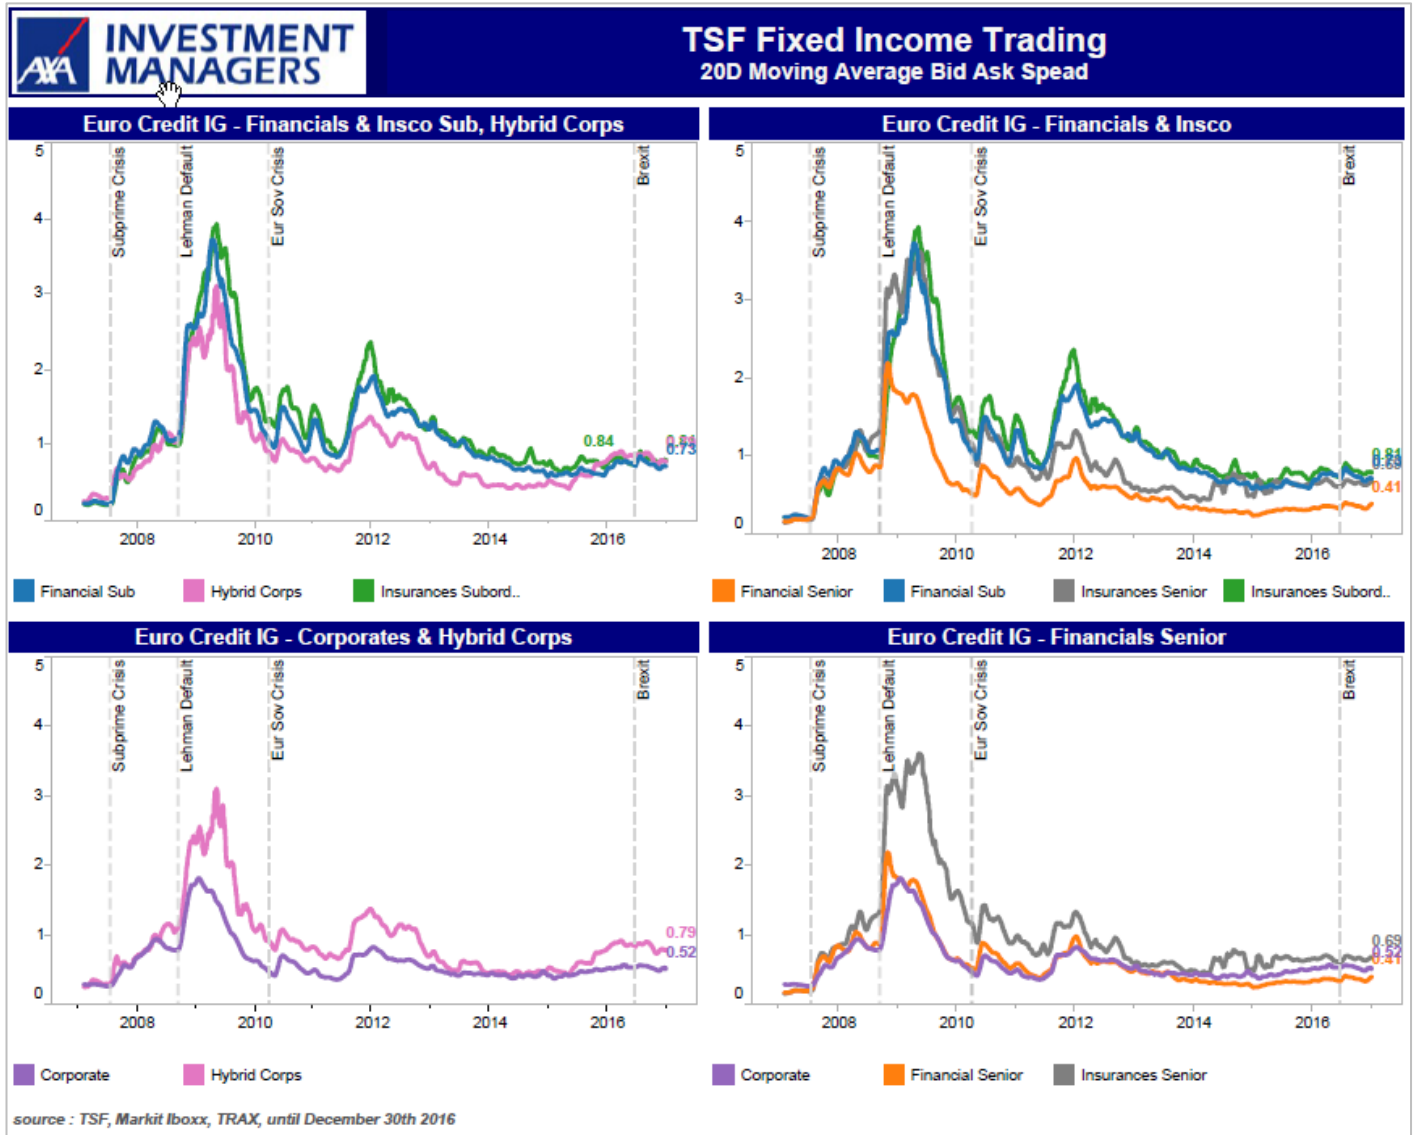 AXA
INVESTMENT
MANAGERS
TSF Fixed Income Trading
20D Moving Average Bid Ask Spead
Euro Credit IG - Financials & Insco Sub, Hybrid Corps
5
4
3
2
1
0
Subprime Crisis
Lehman Default
Eur Sov Crisis
Brexit
0.84
0.73
2008
2010
2012
2014
2016
Financial Sub
Hybrid Corps
Insurances Subord..
Euro Credit IG - Financials & Insco
5
4
3
2
1
0
Subprime Crisis
Lehman Default
Eur Sov Crisis
Brexit
0.81
0.41
2008
2010
2012
2014
2016
Financial Senior
Financial Sub
Insurances Senior
Insurances Subord..
Euro Credit IG - Corporates & Hybrid Corps
5
4
3
2
1
0
Subprime Crisis
Lehman Default
Eur Sov Crisis
Brexit
0.79
0.52
2008
2010
2012
2014
2016
Corporate
Hybrid Corps
Euro Credit IG - Financials Senior
5
4
3
2
1
0
Subprime Crisis
Lehman Default
Eur Sov Crisis
Brexit
0.69
0.52
0.41
2008
2010
2012
2014
2016
Corporate
Financial Senior
Insurances Senior
source : TSF, Markit Iboxx, TRAX, until December 30th 2016